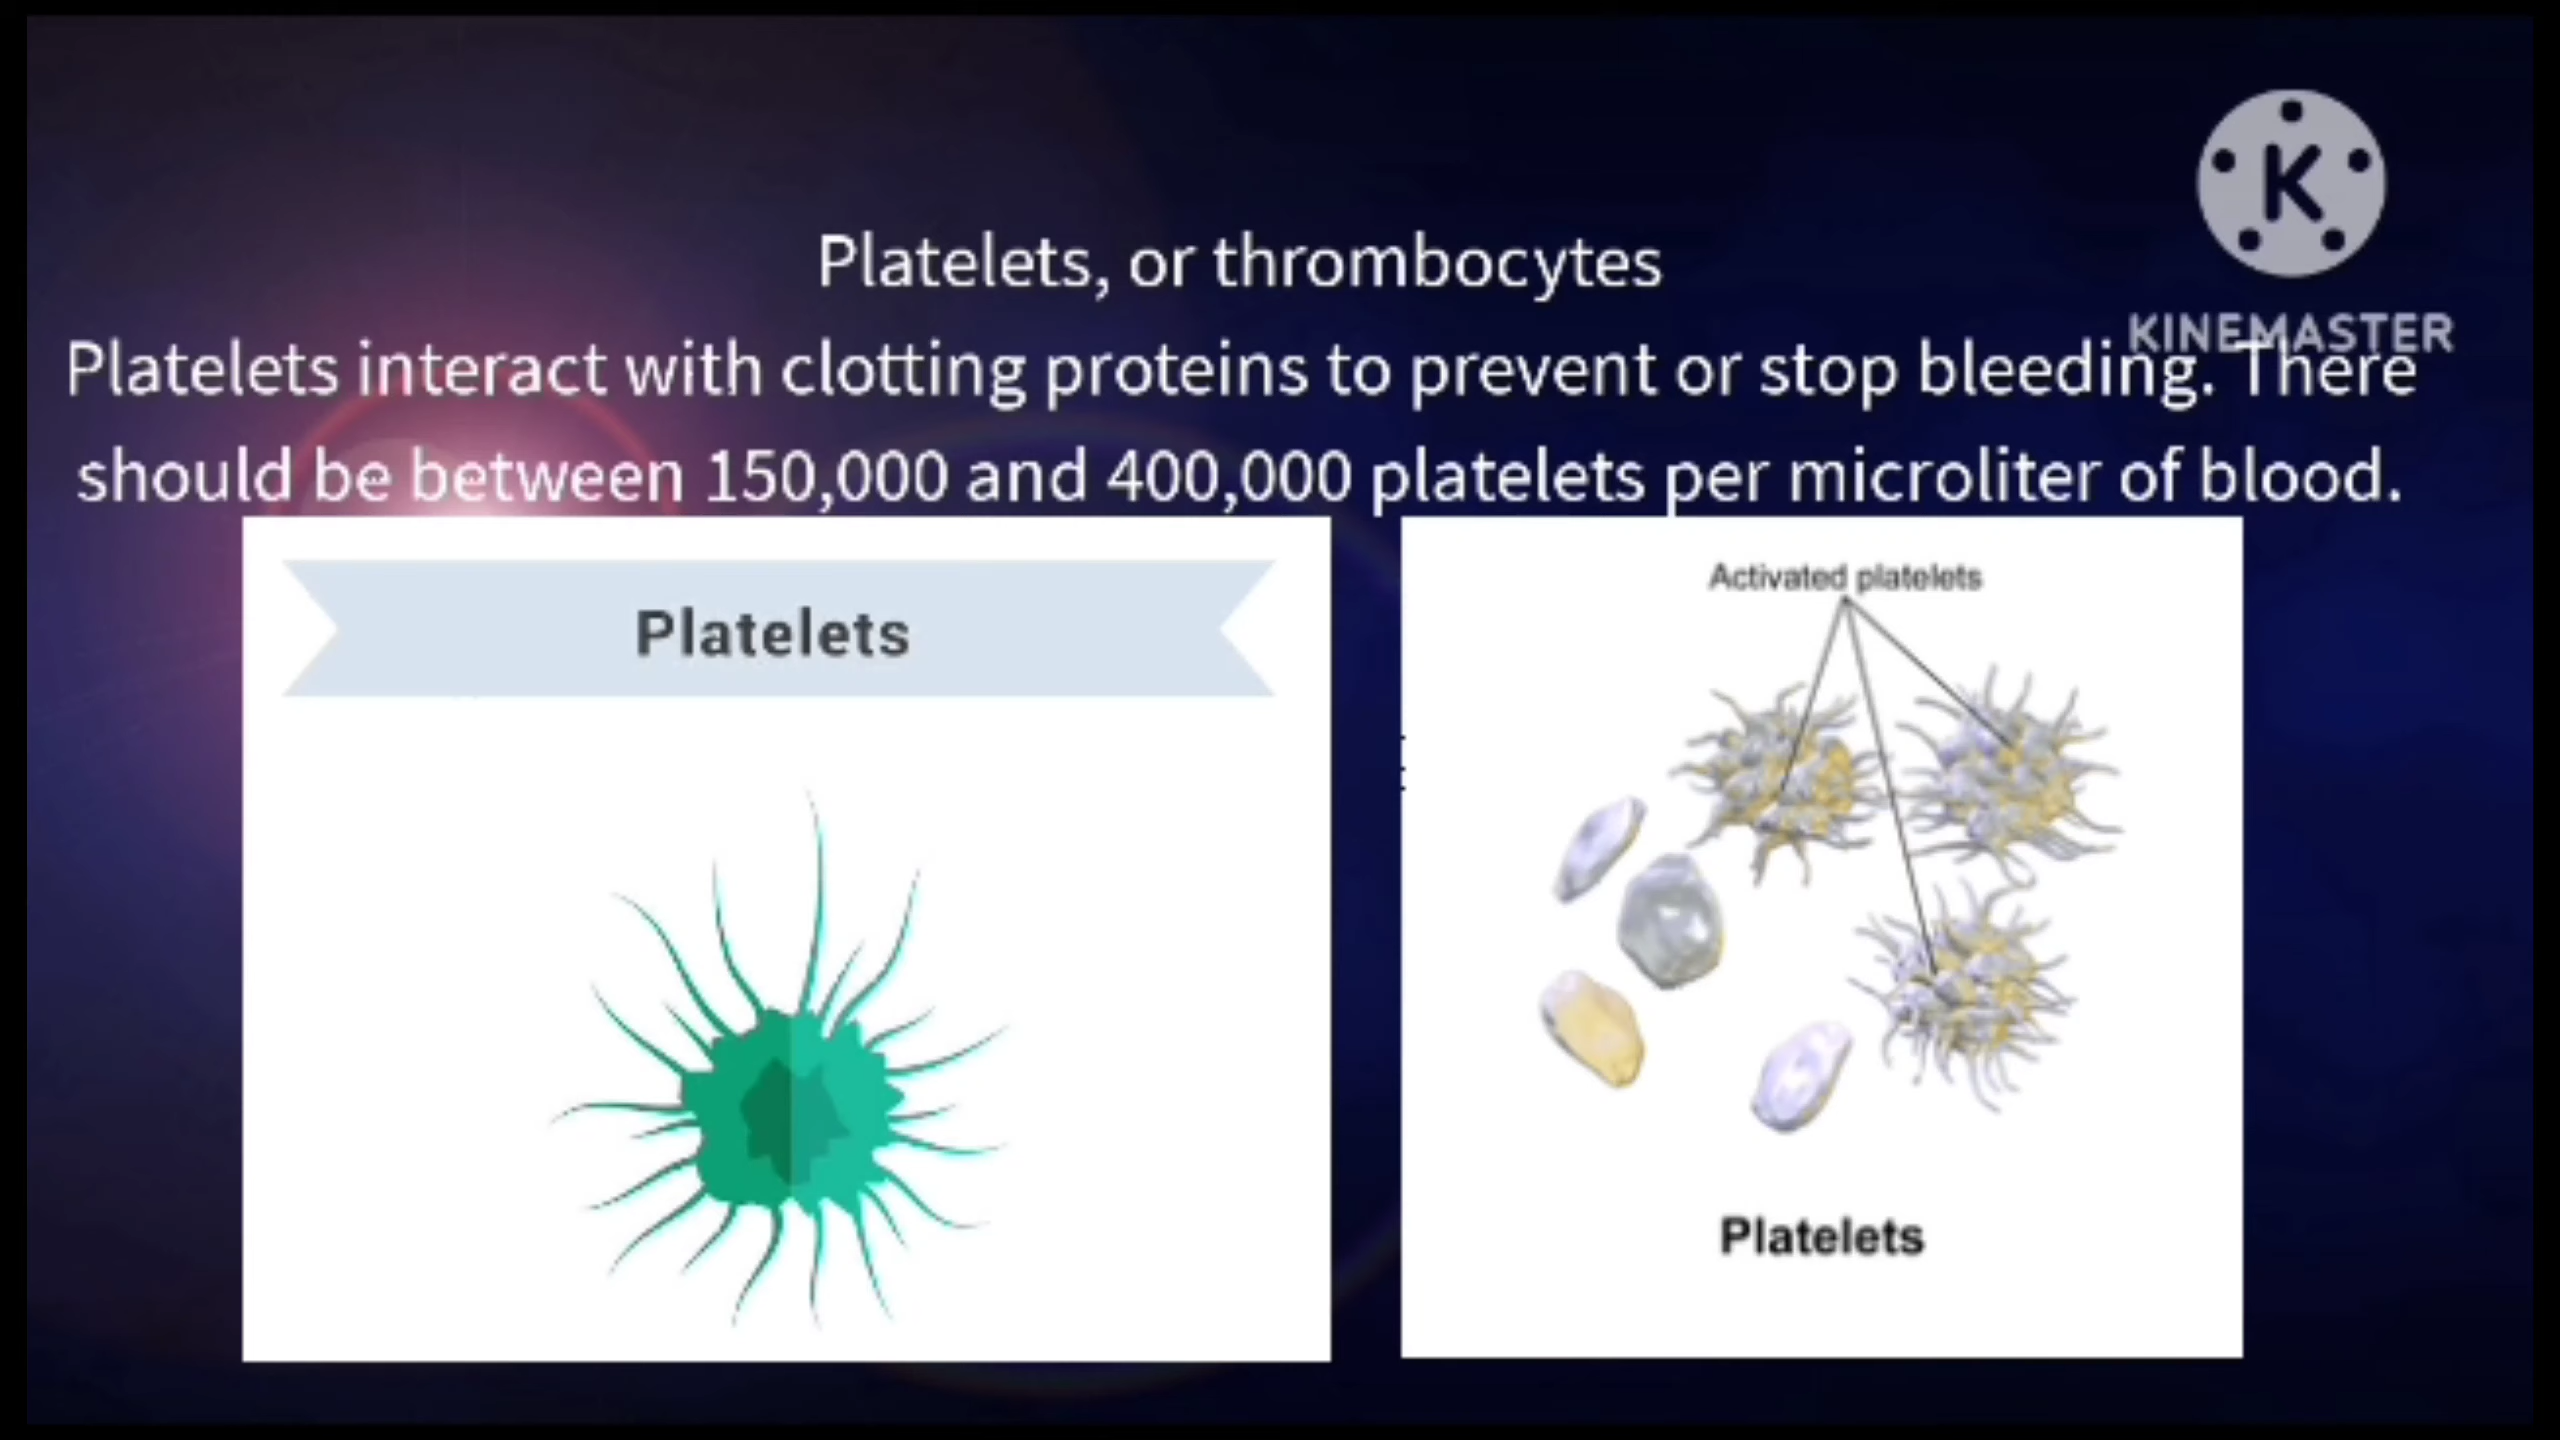 K
KINEMASTER
Platelets, or thrombocytes
Platelets interact with clotting proteins to prevent or stop bleeding. There
should be between 150,000 and 400,000 platelets per microliter of blood.
Platelets
Activated platelets
Platelets